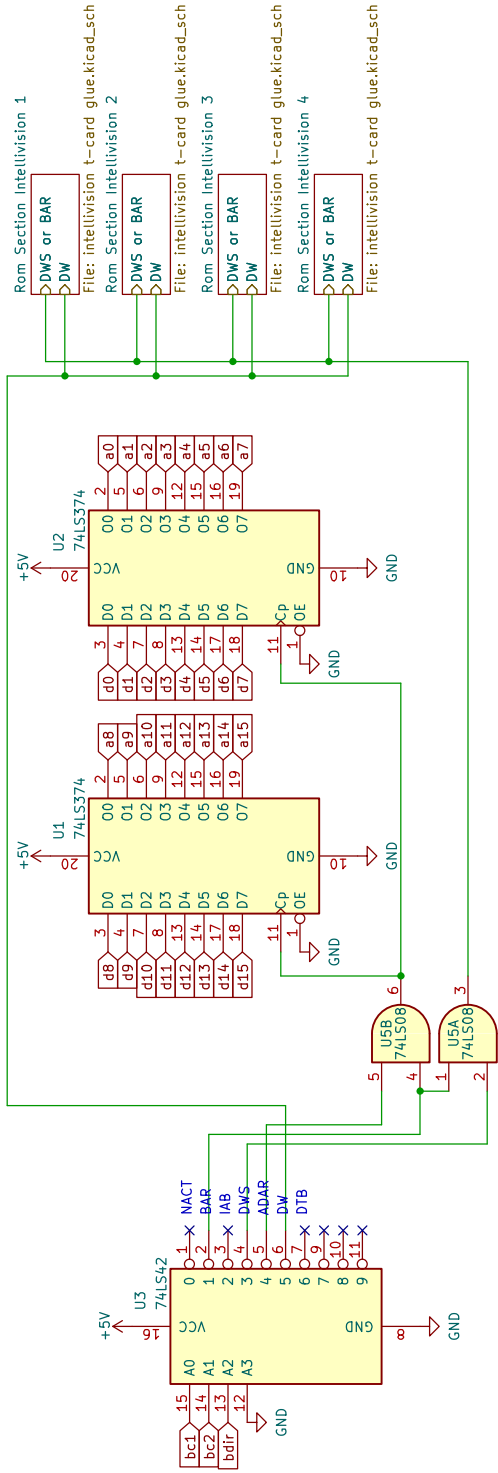 Rom Section Intellivision 1
DWS or BAR
DW
File: intellivision t-card glue.kicad_sch
Rom Section Intellivision 2
DWS or BAR
DW
File: intellivision t-card glue.kicad_sch
Rom Section Intellivision 3
DWS or BAR
DW
File: intellivision t-card glue.kicad_sch
Rom Section Intellivision 4
DWS or BAR
DW
File: intellivision t-card glue.kicad_sch
U2
74LS374
+5V
20
VCC
GND
10
GND
a0 a1 a2 a3 a4 a5 a6 a7
2 5 6 9 12 15 16 19
O0 O1 O2 O3 O4 O5 O6 O7
D0 D1 D2 D3 D4 D5 D6 D7 Cp OE
3 4 7 8 13 14 17 18 11 1
d0 d1 d2 d3 d4 d5 d6 d7
GND
U1
74LS374
+5V
20
VCC
GND
10
GND
a8 a9 a10 a11 a12 a13 a14 a15
2 5 6 9 12 15 16 19
O0 O1 O2 O3 O4 O5 O6 O7
D0 D1 D2 D3 D4 D5 D6 D7 Cp OE
3 4 7 8 13 14 17 18 11 1
d8 d9 d10 d11 d12 d13 d14 d15
GND
6
U5B
74LS08
5 4
3
U5A
74LS08
1 2
NACT
BAR
IAB
DWS
ADAR
DW
DTB
1 2 3 4 5 6 7 9 10 11
0 1 2 3 4 5 6 7 8 9
U3
74LS42
+5V
16
VCC
GND
8
GND
A0 A1 A2 A3
15 14 13 12
bc1 bc2 bdir
GND